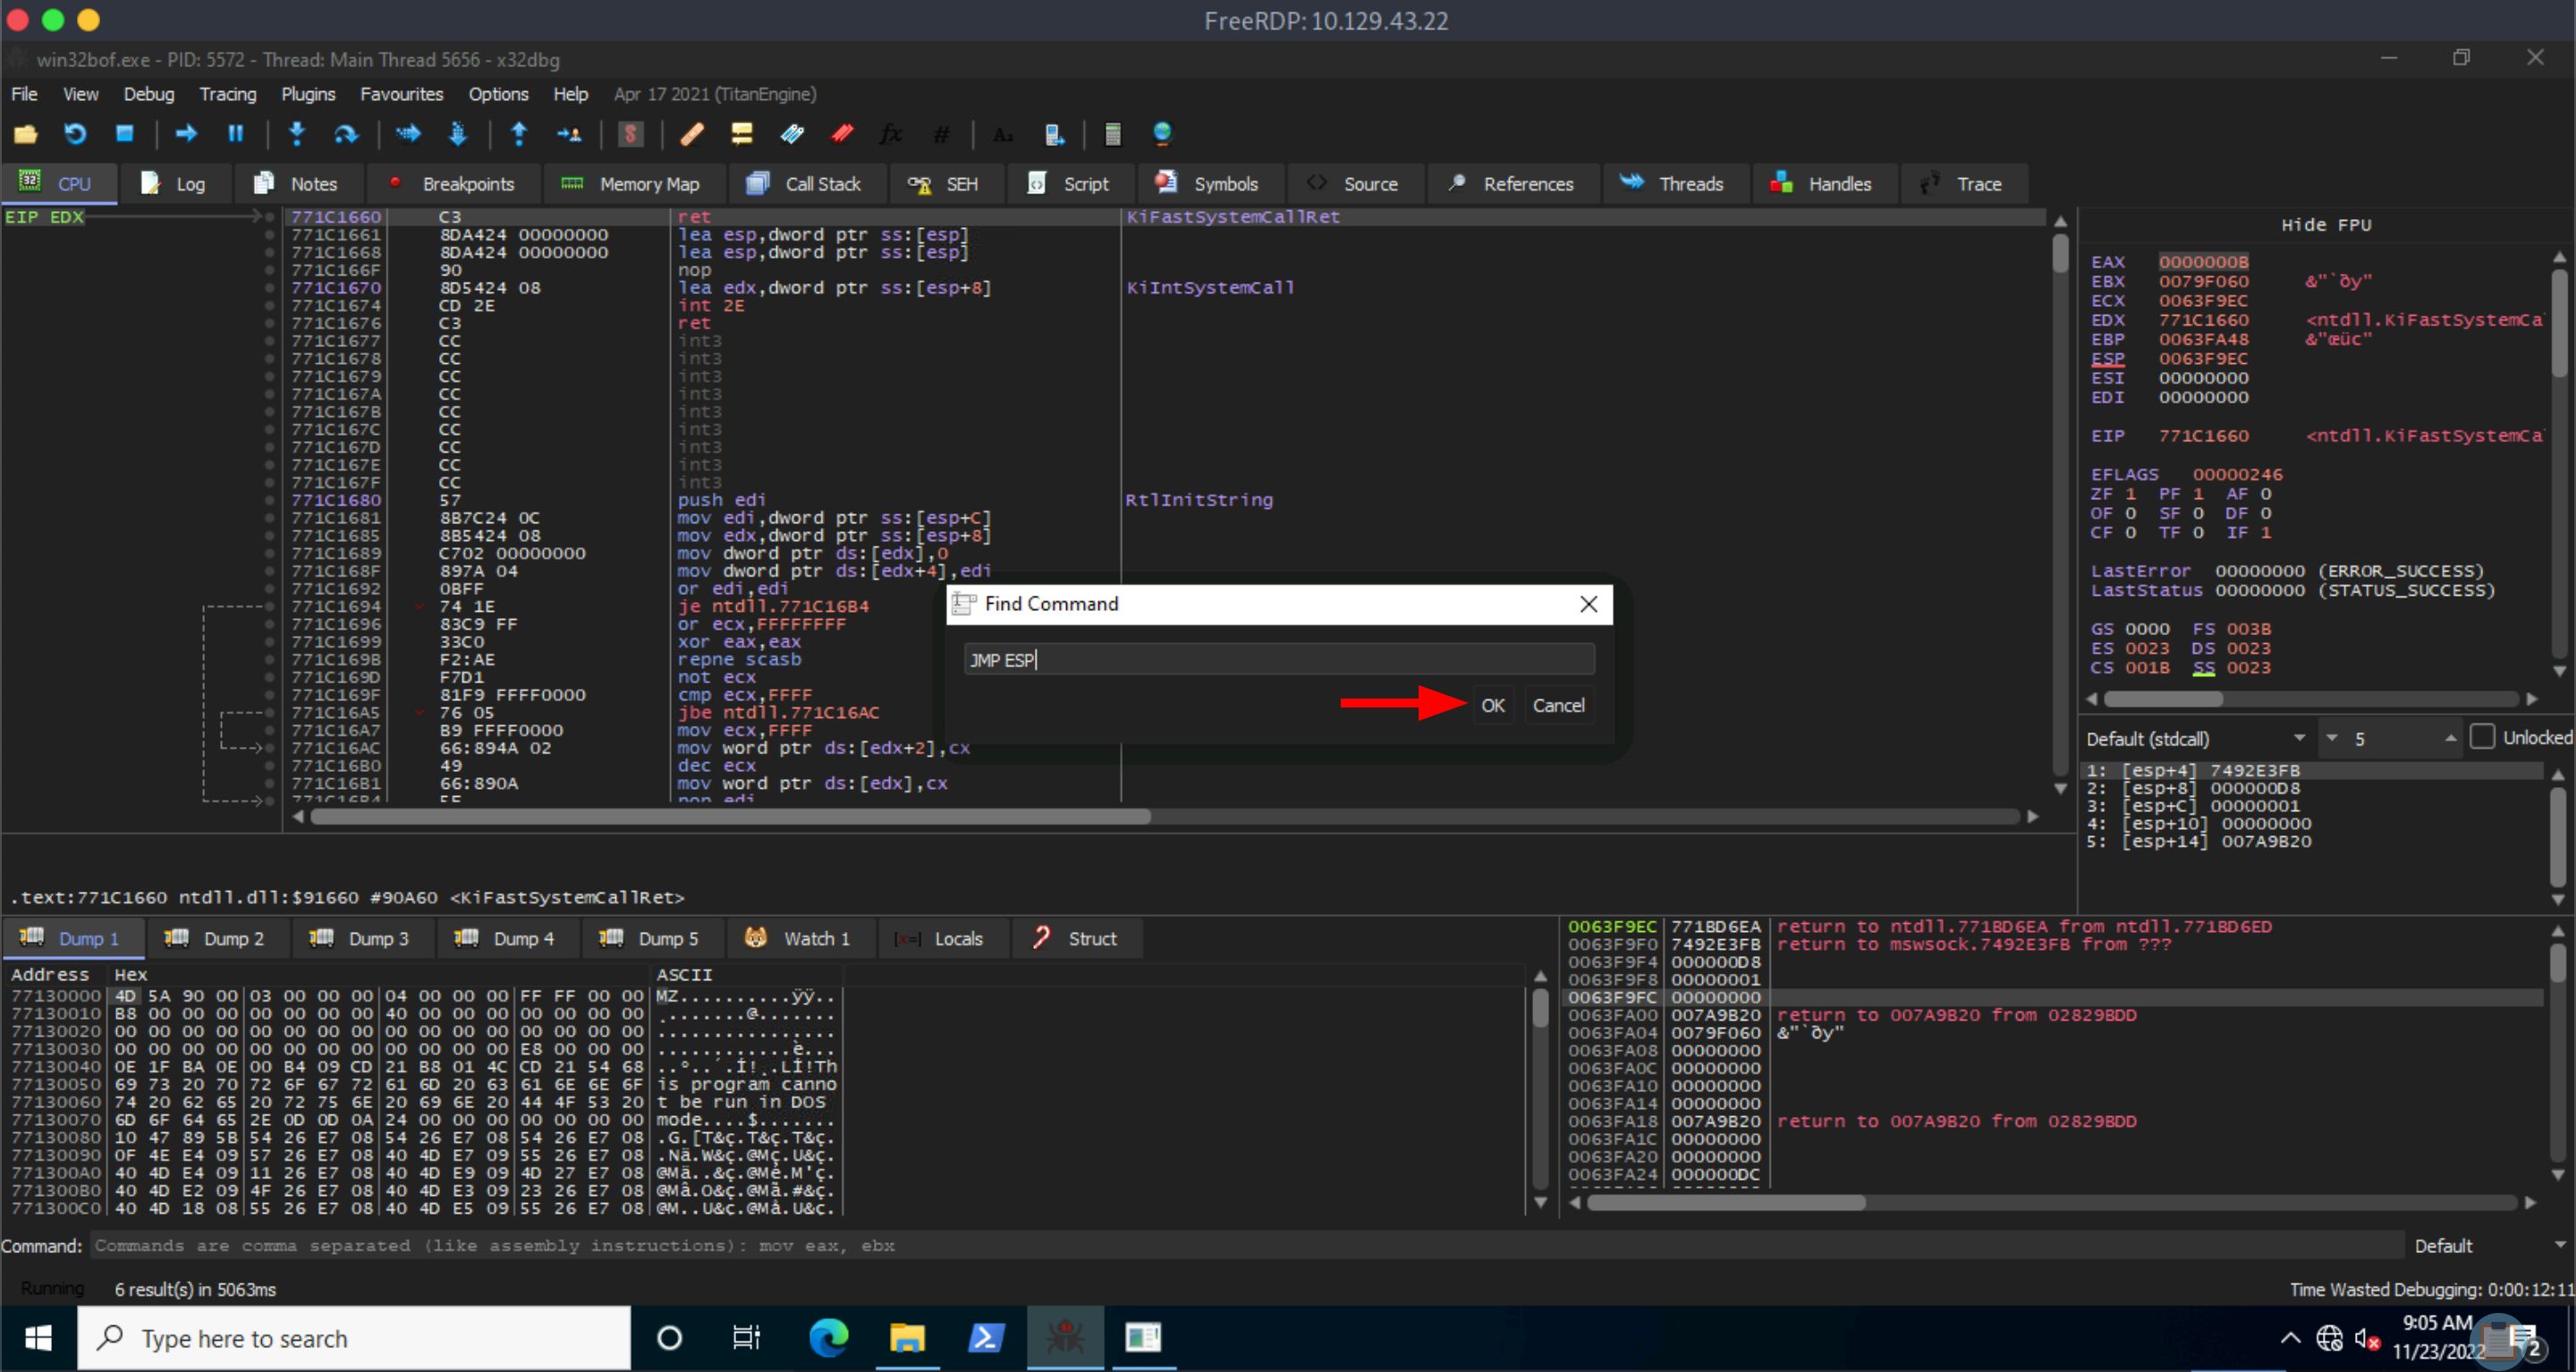 FreeRDP: 10.129.43.22
win32bof.exe - PID: 5572 - Thread: Main Thread 5656 - x32dbg
File View Debug Tracing Plugins Favourites Options Help Apr 17 2021 (TitanEngine)
CPU Log Notes Breakpoints Memory Map Call Stack SEH Script Symbols Source References Threads Handles Trace
EIP EDX
771C1660 C3 ret KiFastSystemCallRet
771C1661 8DA424 00000000 lea esp,dword ptr ss:[esp]
771C1668 8DA424 00000000 lea esp,dword ptr ss:[esp]
771C166F 90 nop
771C1670 8D5424 08 lea edx,dword ptr ss:[esp+8] KiIntSystemCall
771C1674 CD 2E int 2E
771C1676 C3 ret
771C1677 CC int3
771C1678 CC int3
771C1679 CC int3
771C167A CC int3
771C167B CC int3
771C167C CC int3
771C167D CC int3
771C167E CC int3
771C167F CC int3
771C1680 57 push edi RtlInitString
771C1681 8B7C24 0C mov edi,dword ptr ss:[esp+C]
771C1685 8B5424 08 mov edx,dword ptr ss:[esp+8]
771C1689 C702 00000000 mov dword ptr ds:[edx],0
771C168F 897A 04 mov dword ptr ds:[edx+4],edi
771C1692 0BFF or edi,edi
771C1694 74 1E je ntdll.771C16B4
771C1696 83C9 FF or ecx,FFFFFFFF
771C1699 33C0 xor eax,eax
771C169B F2:AE repne scasb
771C169D F7D1 not ecx
771C169F 81F9 FFFF0000 cmp ecx,FFFF
771C16A5 76 05 jbe ntdll.771C16AC
771C16A7 B9 FFFF0000 mov ecx,FFFF
771C16AC 66:894A 02 mov word ptr ds:[edx+2],cx
771C16B0 49 dec ecx
771C16B1 66:890A mov word ptr ds:[edx],cx
771C16B4 5F pop edi
Find Command
JMP ESP
OK Cancel
Hide FPU
EAX 0000000B
EBX 0079F060 &"`ðy"
ECX 0063F9EC
EDX 771C1660 <ntdll.KiFastSystemCa
EBP 0063FA48 &"œüc"
ESP 0063F9EC
ESI 00000000
EDI 00000000
EIP 771C1660 <ntdll.KiFastSystemCa
EFLAGS 00000246
ZF 1 PF 1 AF 0
OF 0 SF 0 DF 0
CF 0 TF 0 IF 1
LastError 00000000 (ERROR_SUCCESS)
LastStatus 00000000 (STATUS_SUCCESS)
GS 0000 FS 003B
ES 0023 DS 0023
CS 001B SS 0023
Default (stdcall) 5 Unlocked
1: [esp+4] 7492E3FB
2: [esp+8] 000000D8
3: [esp+C] 00000001
4: [esp+10] 00000000
5: [esp+14] 007A9B20
.text:771C1660 ntdll.dll:$91660 #90A60 <KiFastSystemCallRet>
Dump 1 Dump 2 Dump 3 Dump 4 Dump 5 Watch 1 Locals Struct
Address Hex ASCII
77130000 4D 5A 90 00 03 00 00 00 04 00 00 00 FF FF 00 00 MZ..........ÿÿ..
77130010 B8 00 00 00 00 00 00 00 40 00 00 00 00 00 00 00 ¸.......@.......
77130020 00 00 00 00 00 00 00 00 00 00 00 00 00 00 00 00 ................
77130030 00 00 00 00 00 00 00 00 00 00 00 00 E8 00 00 00 ............è...
77130040 0E 1F BA 0E 00 B4 09 CD 21 B8 01 4C CD 21 54 68 ..º..´.Í!¸.LÍ!Th
77130050 69 73 20 70 72 6F 67 72 61 6D 20 63 61 6E 6E 6F is program canno
77130060 74 20 62 65 20 72 75 6E 20 69 6E 20 44 4F 53 20 t be run in DOS
77130070 6D 6F 64 65 2E 0D 0D 0A 24 00 00 00 00 00 00 00 mode....$.......
77130080 10 47 89 5B 54 26 E7 08 54 26 E7 08 54 26 E7 08 .G.[T&ç.T&ç.T&ç.
77130090 0F 4E E4 09 57 26 E7 08 40 4D E7 09 55 26 E7 08 .Nä.W&ç.@Mç.U&ç.
771300A0 40 4D E4 09 11 26 E7 08 40 4D E9 09 4D 27 E7 08 @Mä..&ç.@Mé.M'ç.
771300B0 40 4D E2 09 4F 26 E7 08 40 4D E3 09 23 26 E7 08 @Mâ.O&ç.@Mã.#&ç.
771300C0 40 4D 18 08 55 26 E7 08 40 4D E5 09 55 26 E7 08 @M..U&ç.@Må.U&ç.
0063F9EC 771BD6EA return to ntdll.771BD6EA from ntdll.771BD6ED
0063F9F0 7492E3FB return to mswsock.7492E3FB from ???
0063F9F4 000000D8
0063F9F8 00000001
0063F9FC 00000000
0063FA00 007A9B20 return to 007A9B20 from 02829BDD
0063FA04 0079F060 &"`ðy"
0063FA08 00000000
0063FA0C 00000000
0063FA10 00000000
0063FA14 00000000
0063FA18 007A9B20 return to 007A9B20 from 02829BDD
0063FA1C 00000000
0063FA20 00000000
0063FA24 000000DC
Command: Commands are comma separated (like assembly instructions): mov eax, ebx Default
Running 6 result(s) in 5063ms Time Wasted Debugging: 0:00:12:11
Type here to search
9:05 AM
11/23/2022
2